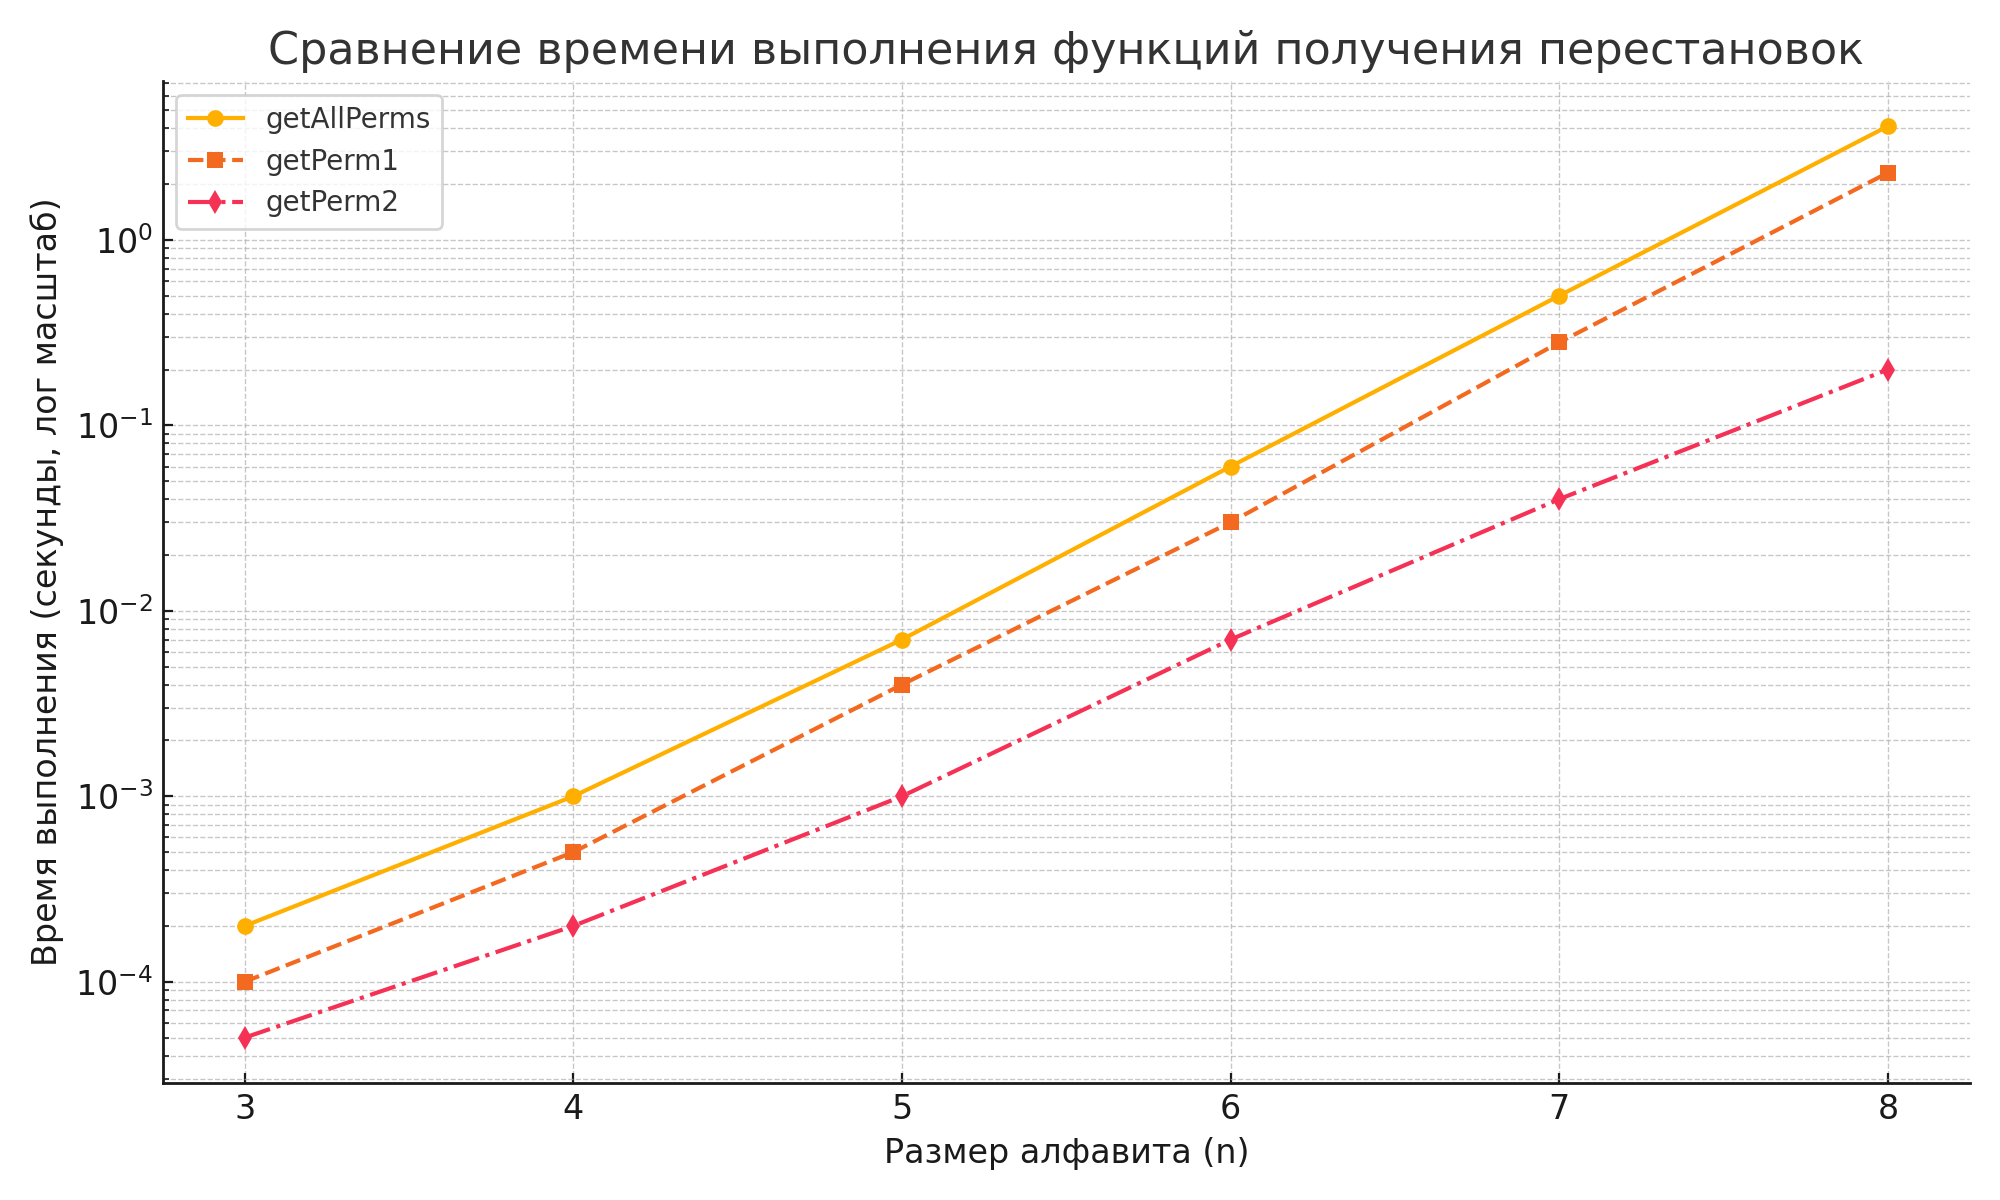 Сравнение времени выполнения функций получения перестановок
getAllPerms
getPerm1
getPerm2
Время выполнения (секунды, лог масштаб)
10⁰
10⁻¹
10⁻²
10⁻³
10⁻⁴
3 4 5 6 7 8
Размер алфавита (n)